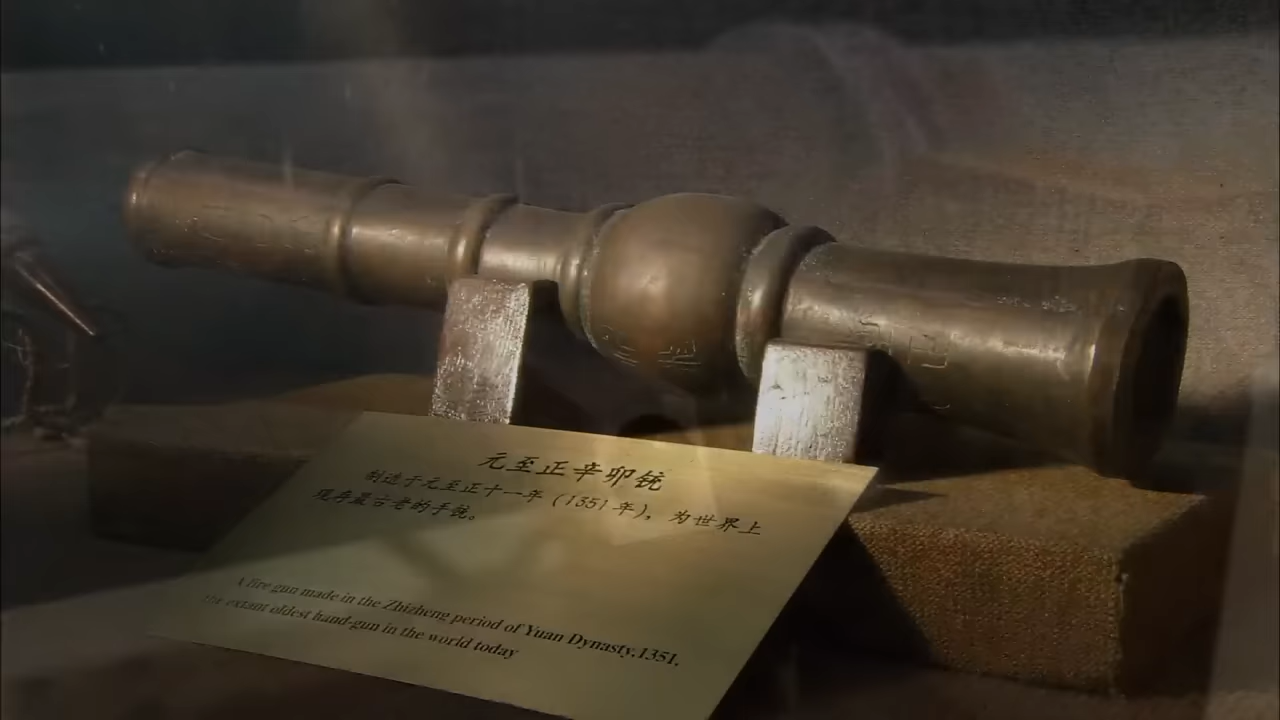 元至正辛卯铳
制造于元至正十一年（1351年），为世界上
现存最古老的手铳。
A fire gun made in the Zhizheng period of Yuan Dynasty,1351,
the extant oldest hand-gun in the world today